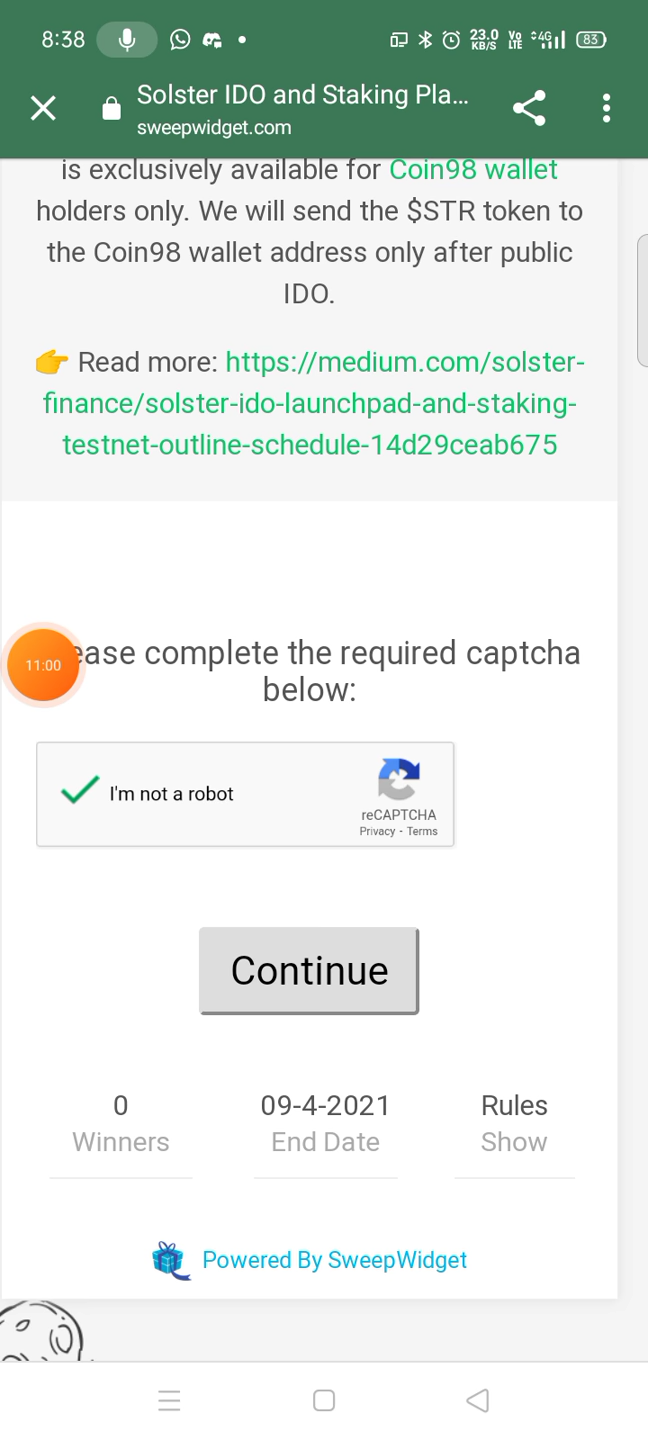 8:38 23.0 KB/S Vo LTE 4G 83
Solster IDO and Staking Pla...
sweepwidget.com
is exclusively available for Coin98 wallet
holders only. We will send the $STR token to
the Coin98 wallet address only after public
IDO.
👉 Read more: https://medium.com/solster-
finance/solster-ido-launchpad-and-staking-
testnet-outline-schedule-14d29ceab675
ease complete the required captcha
11:00
below:
I'm not a robot
reCAPTCHA
Privacy - Terms
Continue
0 09-4-2021 Rules
Winners End Date Show
Powered By SweepWidget